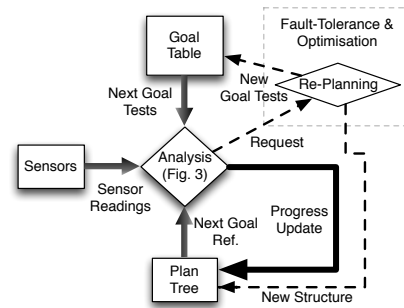 Goal
Table
Fault-Tolerance &
Optimisation
Re-Planning
Next Goal
Tests
New
Goal Tests
Request
Sensors
Analysis
(Fig. 3)
Sensor
Readings
Next Goal
Ref.
Progress
Update
Plan
Tree
New Structure